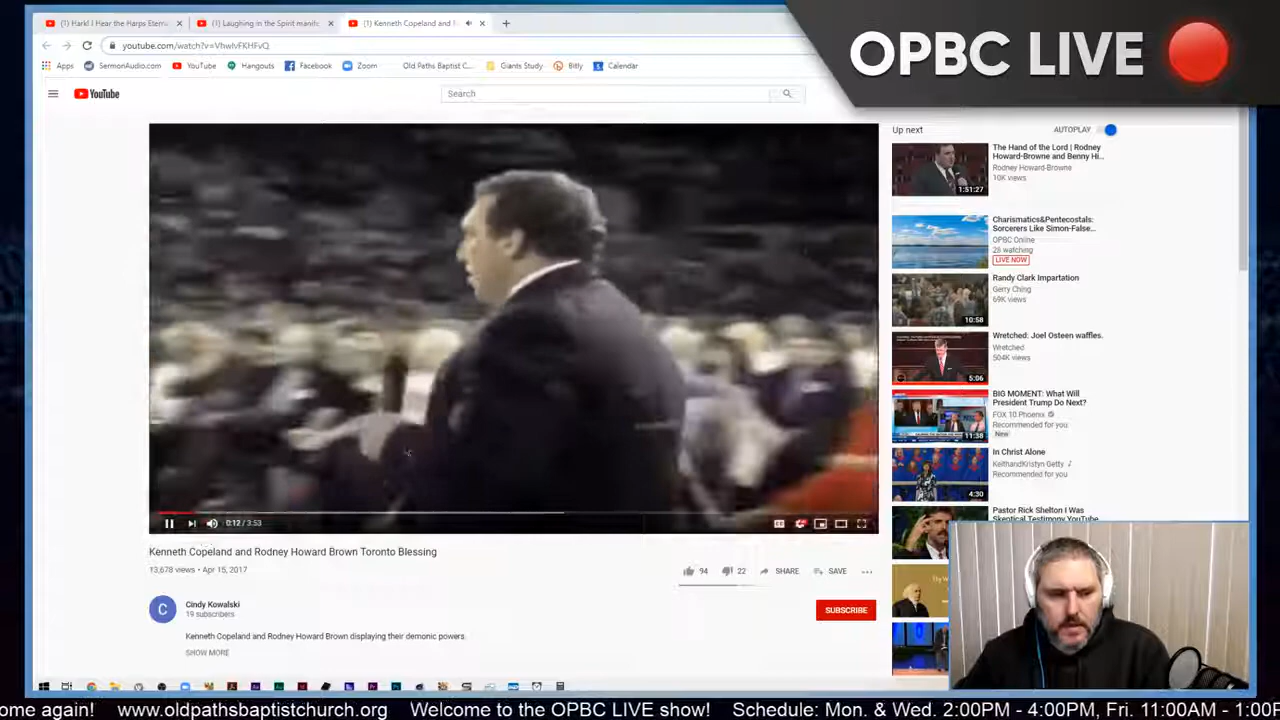 (1) Hark! I Hear the Harps Etern
(1) Laughing in the Spirit manif
(1) Kenneth Copeland and
OPBC LIVE
youtube.com/watch?v=VhwIvFKHFvQ
Apps
SermonAudio.com
YouTube
Hangouts
Facebook
Zoom
Old Paths Baptist C...
Giants Study
Bitly
Calendar
YouTube
Search
Up next
AUTOPLAY
The Hand of the Lord | Rodney
Howard-Browne and Benny Hi...
Rodney Howard-Browne
10K views
1:51:27
Charismatics&Pentecostals:
Sorcerers Like Simon-False...
OPBC Online
28 watching
LIVE NOW
Randy Clark Impartation
Gerry Ching
69K views
10:58
Wretched: Joel Osteen waffles.
Wretched
504K views
5:06
BIG MOMENT: What Will
President Trump Do Next?
FOX 10 Phoenix
Recommended for you
New
11:38
In Christ Alone
KeithandKristyn Getty
Recommended for you
4:30
Pastor Rick Shelton I Was
Skeptical Testimony YouTube
0:12 / 3:53
Kenneth Copeland and Rodney Howard Brown Toronto Blessing
13,678 views • Apr 15, 2017
94
22
SHARE
SAVE
C
Cindy Kowalski
19 subscribers
SUBSCRIBE
Kenneth Copeland and Rodney Howard Brown displaying their demonic powers.
SHOW MORE
ome again! www.oldpathsbaptistchurch.org Welcome to the OPBC LIVE show! Schedule: Mon. & Wed. 2:00PM - 4:00PM, Fri. 11:00AM - 1:00P